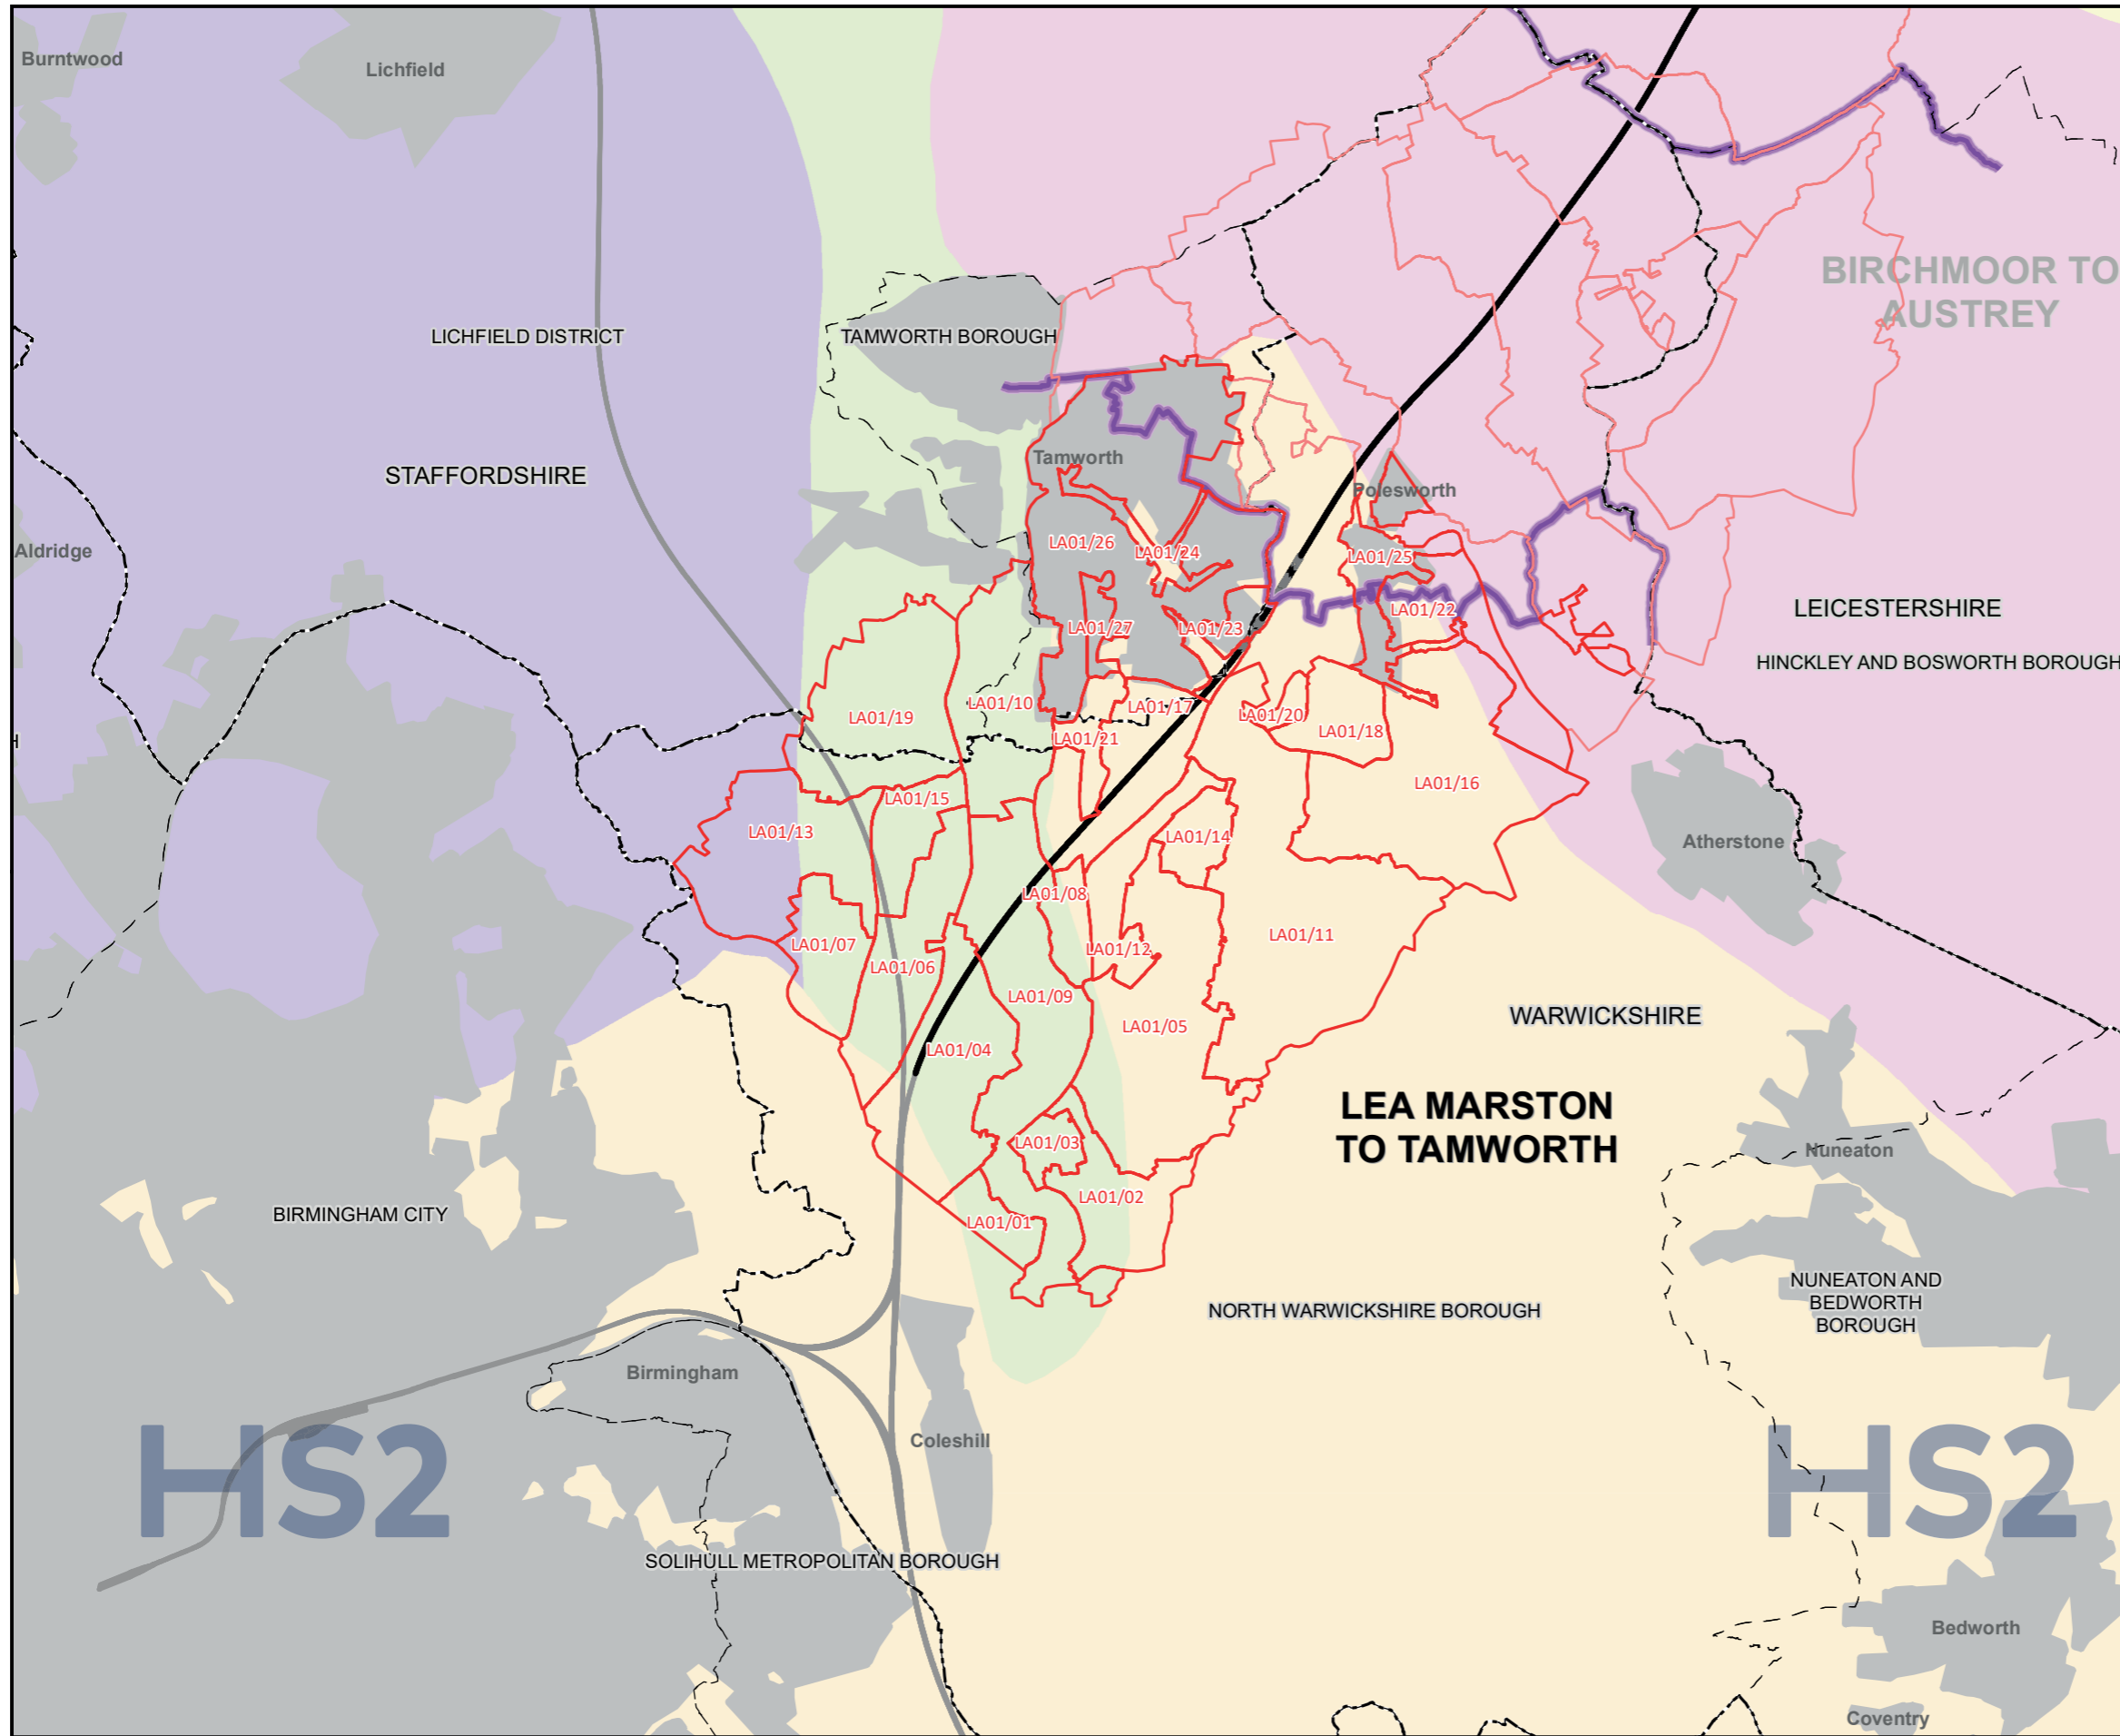 Burntwood
Lichfield
BIRCHMOOR TO
AUSTREY
LICHFIELD DISTRICT
TAMWORTH BOROUGH
Tamworth
STAFFORDSHIRE
Polesworth
Aldridge
LA01/26
LA01/24
LA01/25
LEICESTERSHIRE
LA01/22
LA01/27
LA01/23
HINCKLEY AND BOSWORTH BOROUGH
LA01/19
LA01/10
LA01/17
LA01/20
LA01/18
LA01/21
LA01/16
LA01/15
LA01/13
LA01/14
Atherstone
LA01/08
LA01/07
LA01/12
LA01/11
LA01/06
LA01/09
LA01/05
WARWICKSHIRE
LA01/04
LEA MARSTON
TO TAMWORTH
LA01/03
Nuneaton
LA01/02
BIRMINGHAM CITY
LA01/01
NUNEATON AND
BEDWORTH
BOROUGH
NORTH WARWICKSHIRE BOROUGH
Birmingham
Coleshill
HS2
HS2
SOLIHULL METROPOLITAN BOROUGH
Bedworth
Coventry